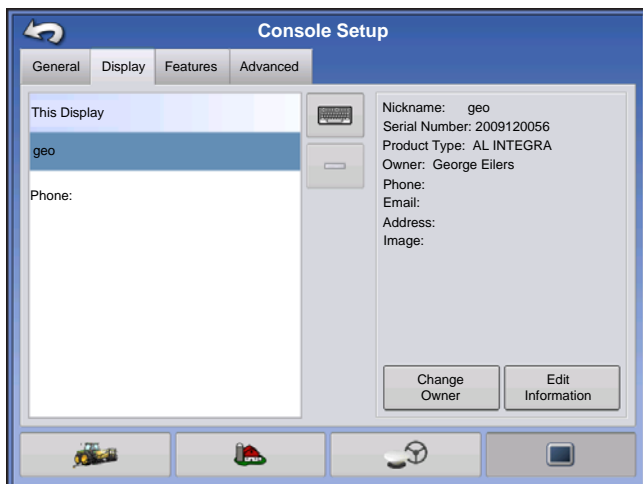 Console Setup
General
Display
Features
Advanced
This Display
geo
Phone:
Nickname: geo
Serial Number: 2009120056
Product Type: AL INTEGRA
Owner: George Eilers
Phone:
Email:
Address:
Image:
Change
Owner
Edit
Information